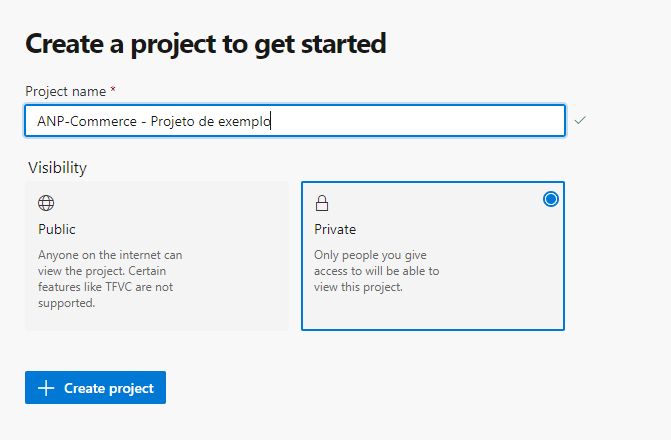 Create a project to get started
Project name *
ANP-Commerce - Projeto de exemplo
Visibility
Public
Anyone on the internet can
view the project. Certain
features like TFVC are not
supported.
Private
Only people you give
access to will be able to
view this project.
Create project